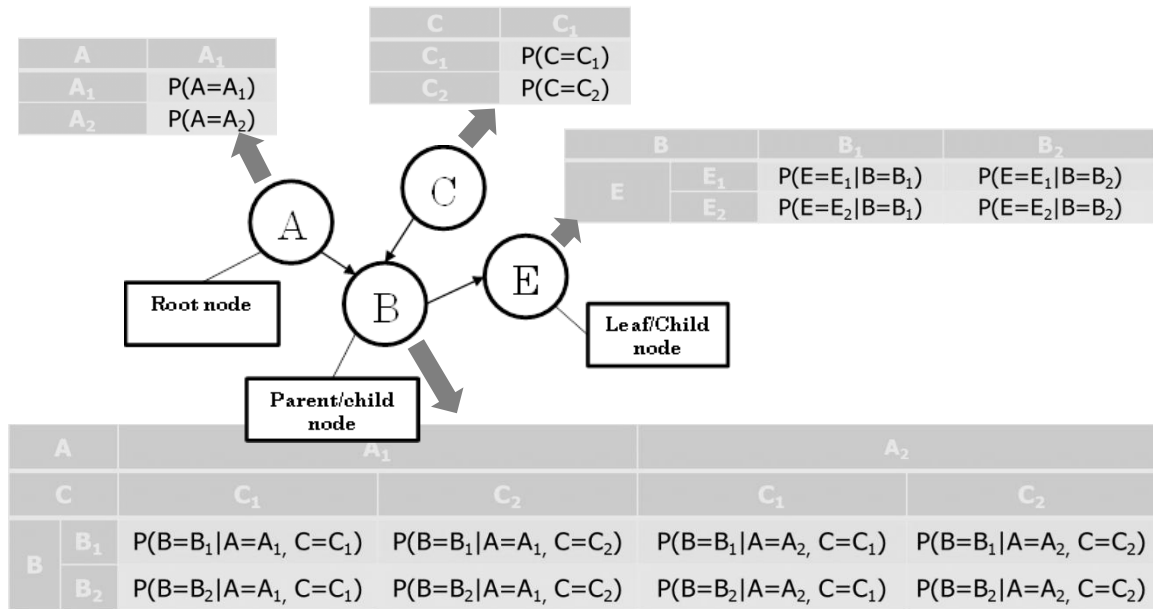 C C₁
C₁ P(C=C₁)
C₂ P(C=C₂)
A A₁
A₁ P(A=A₁)
A₂ P(A=A₂)
B B₁ B₂
E E₁ P(E=E₁|B=B₁) P(E=E₁|B=B₂)
E₂ P(E=E₂|B=B₁) P(E=E₂|B=B₂)
C
A
E
B
Root node
Leaf/Child
node
Parent/child
node
A A₁ A₂
C C₁ C₂ C₁ C₂
B B₁ P(B=B₁|A=A₁, C=C₁) P(B=B₁|A=A₁, C=C₂) P(B=B₁|A=A₂, C=C₁) P(B=B₁|A=A₂, C=C₂)
B₂ P(B=B₂|A=A₁, C=C₁) P(B=B₂|A=A₁, C=C₂) P(B=B₂|A=A₂, C=C₁) P(B=B₂|A=A₂, C=C₂)